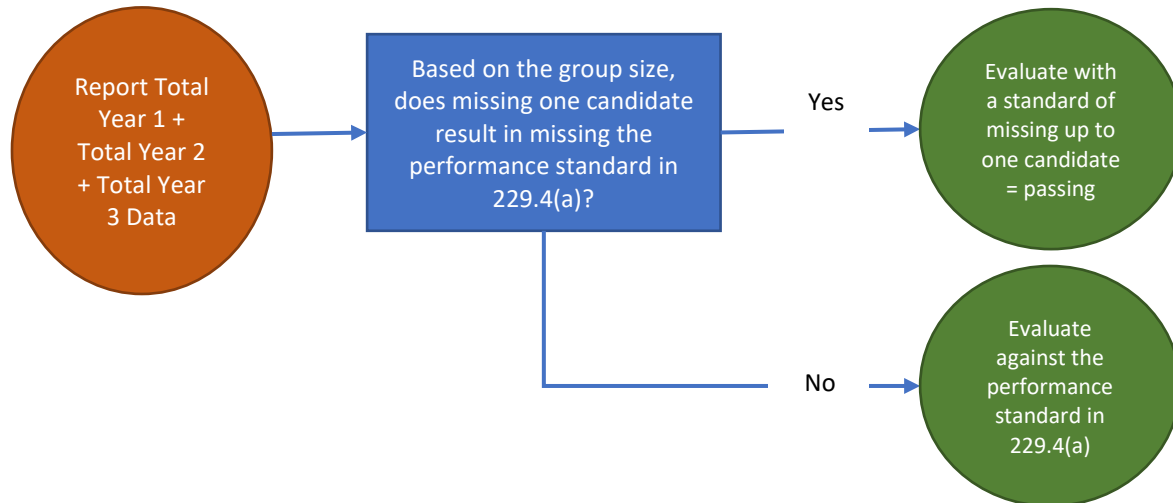 Report Total
Year 1 +
Total Year 2
+ Total Year
3 Data
Based on the group size,
does missing one candidate
result in missing the
performance standard in
229.4(a)?
Yes
Evaluate with
a standard of
missing up to
one candidate
= passing
No
Evaluate
against the
performance
standard in
229.4(a)